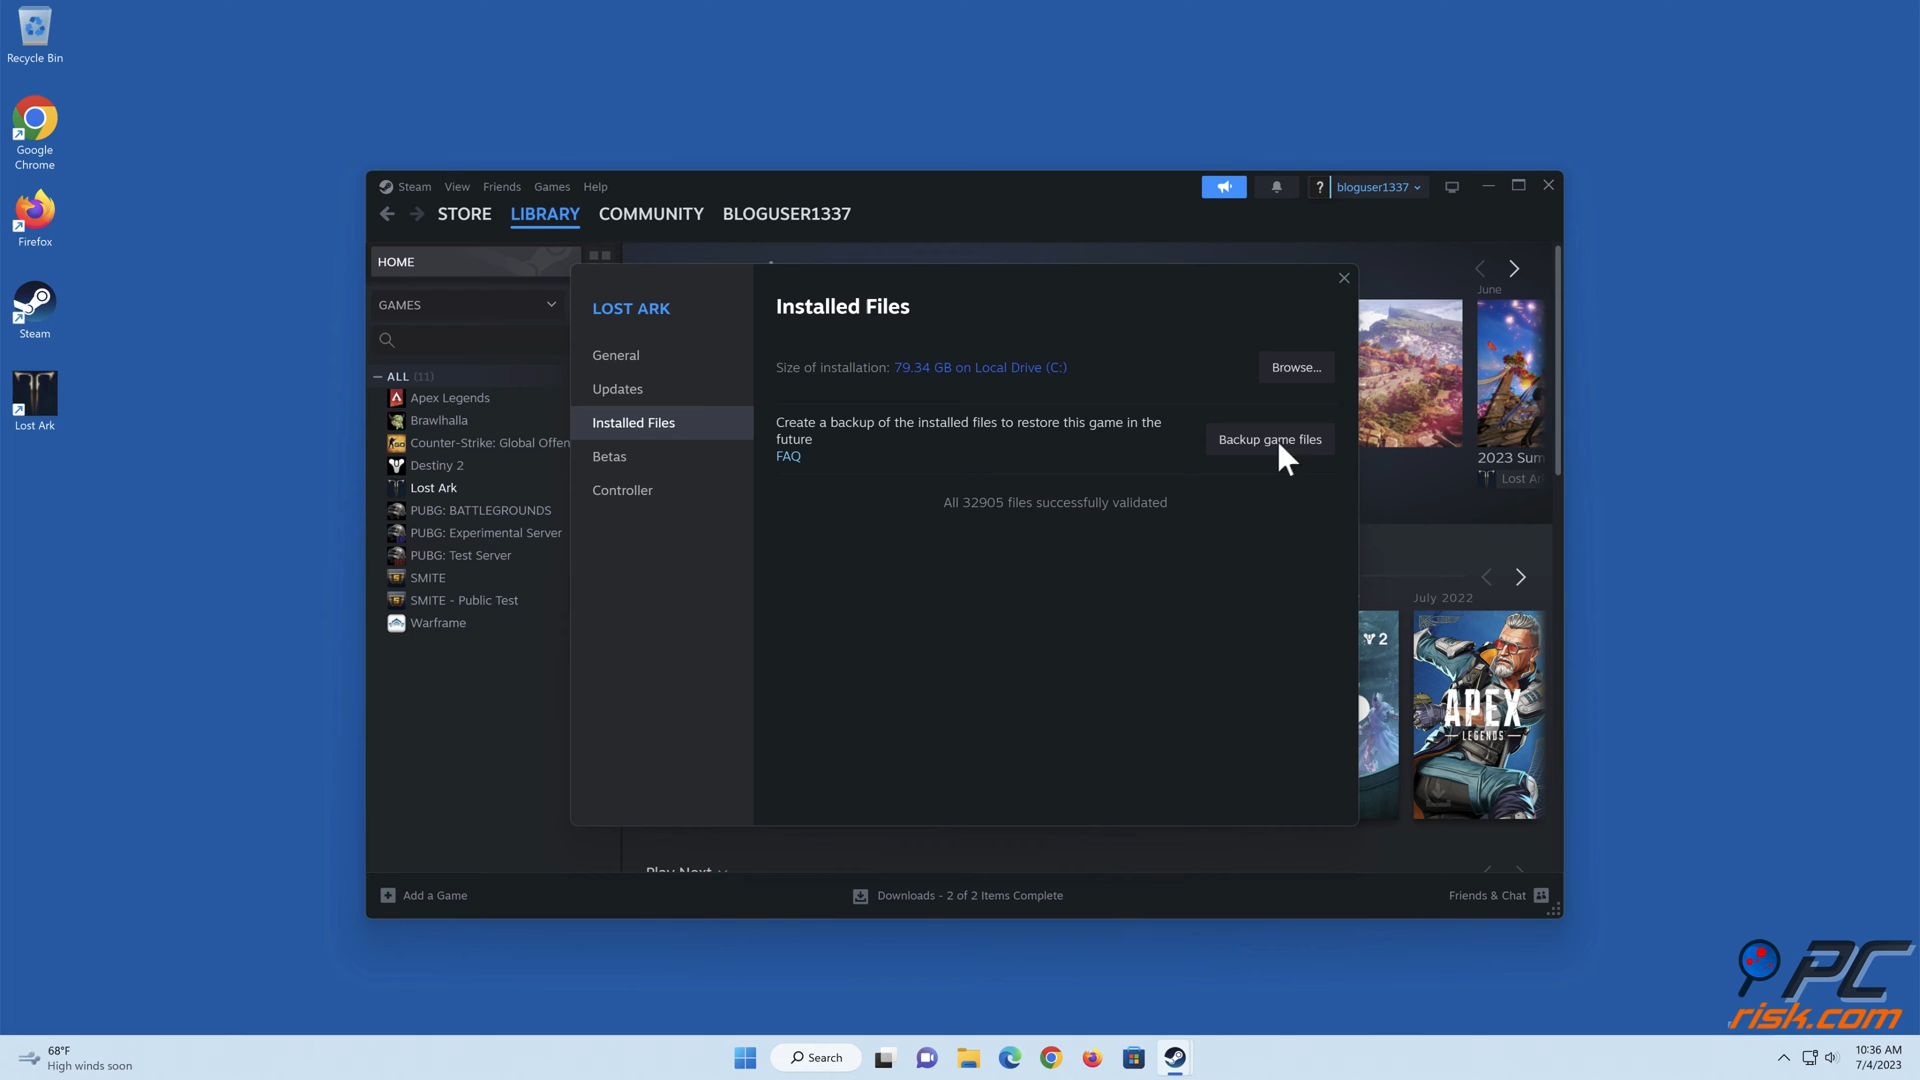 Recycle Bin
Google
Chrome
Firefox
Steam
Lost Ark
Steam View Friends Games Help
? bloguser1337
STORE LIBRARY COMMUNITY BLOGUSER1337
HOME
GAMES
— ALL (11)
Apex Legends
Brawlhalla
Counter-Strike: Global Offen
Destiny 2
Lost Ark
PUBG: BATTLEGROUNDS
PUBG: Experimental Server
PUBG: Test Server
SMITE
SMITE - Public Test
Warframe
LOST ARK
General
Updates
Installed Files
Betas
Controller
Installed Files
Size of installation: 79.34 GB on Local Drive (C:)
Browse...
Create a backup of the installed files to restore this game in the
future
FAQ
Backup game files
All 32905 files successfully validated
June
2023 Sum
Lost Ar
July 2022
2
APEX
LEGENDS
Play Next
Add a Game
Downloads - 2 of 2 Items Complete
Friends & Chat
PC
risk.com
68°F
High winds soon
Search
10:36 AM
7/4/2023